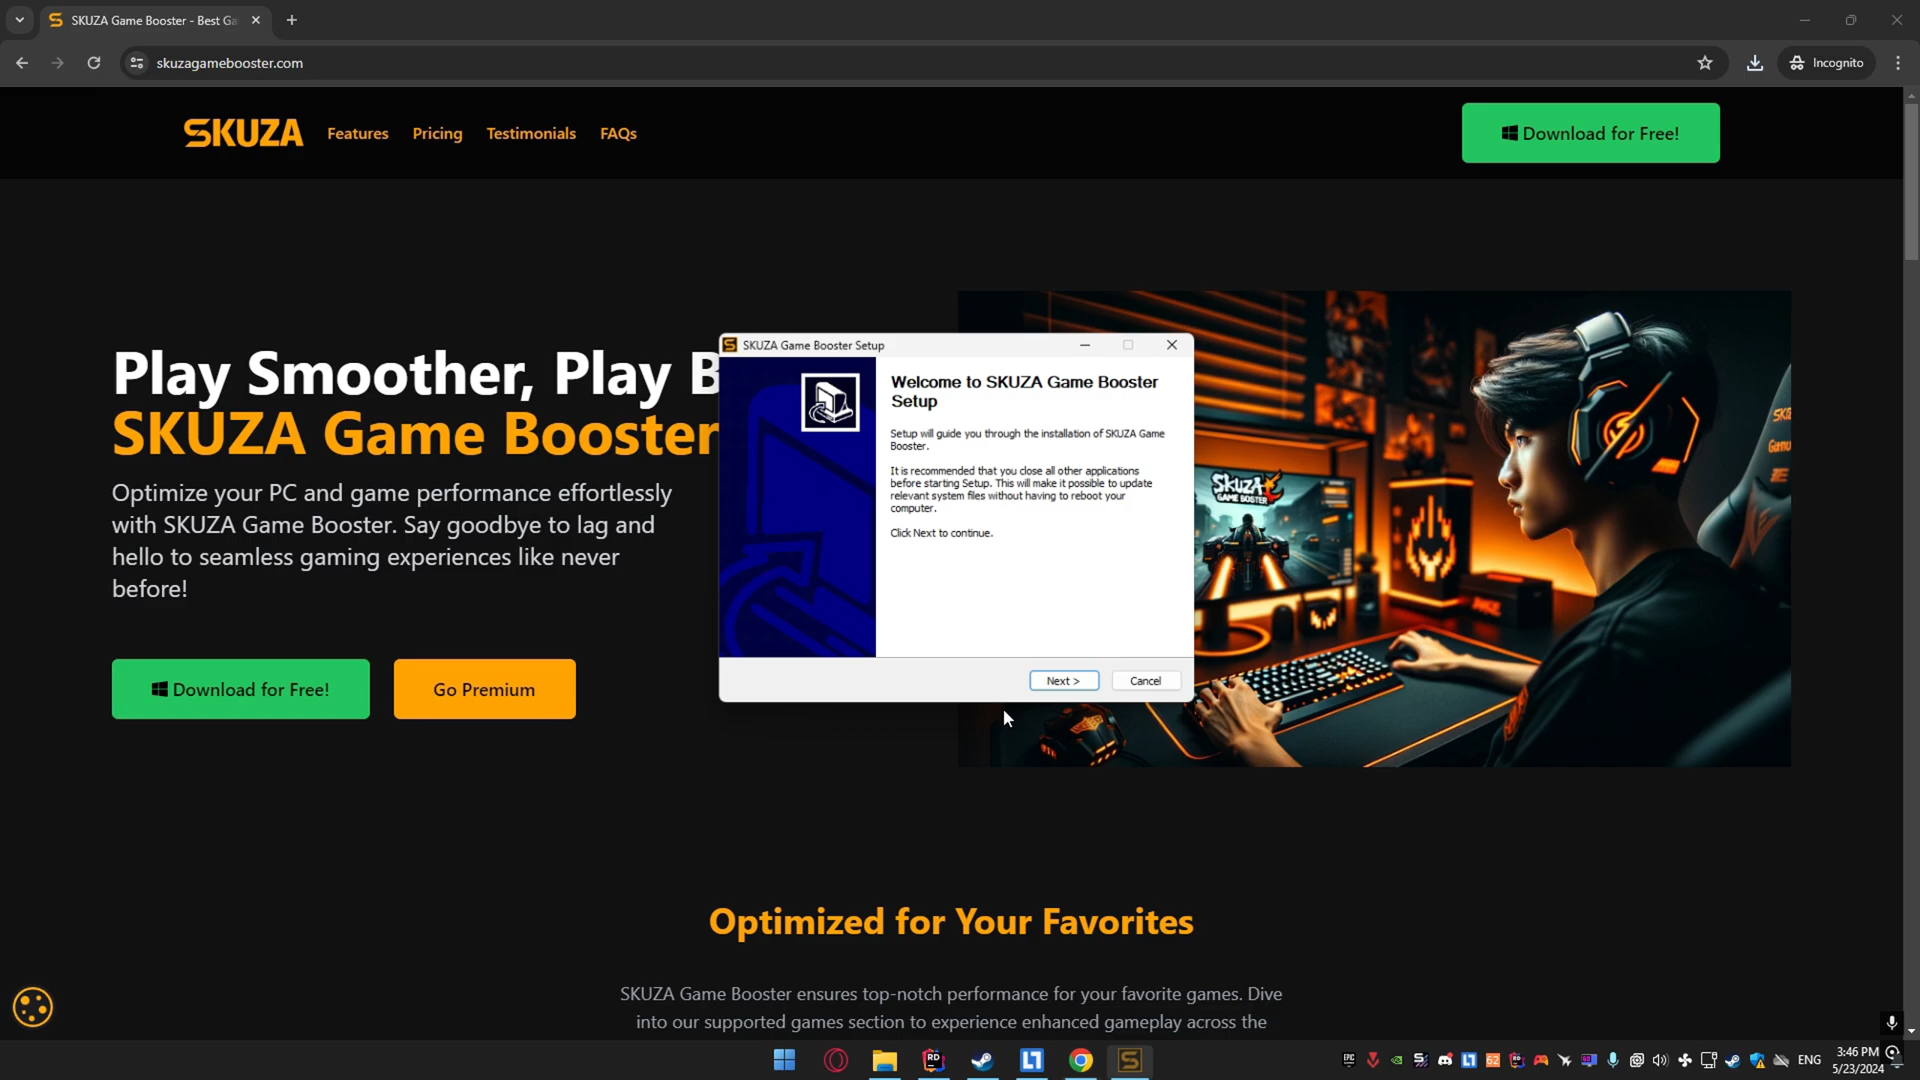 SKUZA Game Booster - Best Ga
skuzagamebooster.com
Incognito
SKUZA
Features
Pricing
Testimonials
FAQs
Download for Free!
Play Smoother, Play B
SKUZA Game Booster
Optimize your PC and game performance effortlessly
with SKUZA Game Booster. Say goodbye to lag and
hello to seamless gaming experiences like never
before!
Download for Free!
Go Premium
SKUZA Game Booster Setup
Welcome to SKUZA Game Booster
Setup
Setup will guide you through the installation of SKUZA Game
Booster.
It is recommended that you close all other applications
before starting Setup. This will make it possible to update
relevant system files without having to reboot your
computer.
Click Next to continue.
Next >
Cancel
SKUZA
GAME BOOSTER
Optimized for Your Favorites
SKUZA Game Booster ensures top-notch performance for your favorite games. Dive
into our supported games section to experience enhanced gameplay across the
RD
EPIC
62
ENG
3:46 PM
5/23/2024